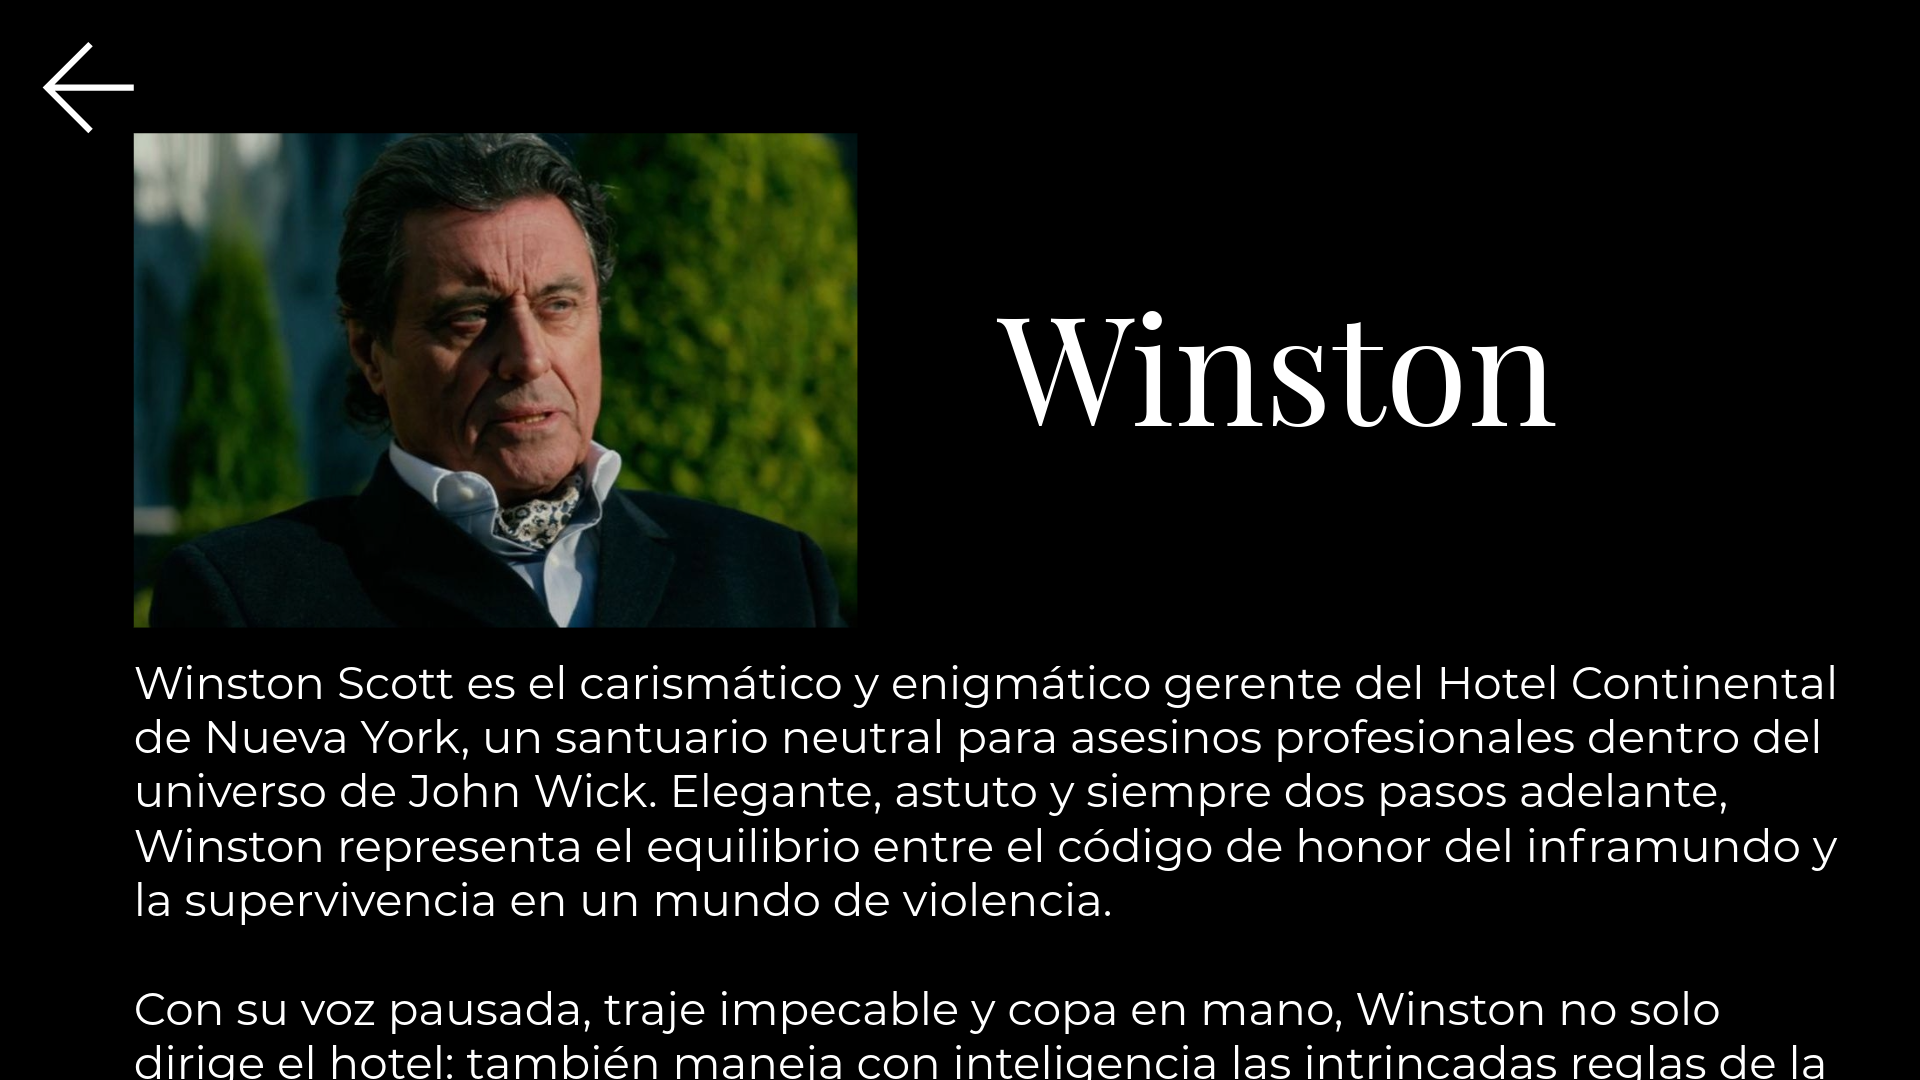 Winston
Winston Scott es el carismático y enigmático gerente del Hotel Continental
de Nueva York, un santuario neutral para asesinos profesionales dentro del
universo de John Wick. Elegante, astuto y siempre dos pasos adelante,
Winston representa el equilibrio entre el código de honor del inframundo y
la supervivencia en un mundo de violencia.
Con su voz pausada, traje impecable y copa en mano, Winston no solo
dirige el hotel: también maneja con inteligencia las intrincadas reglas de la